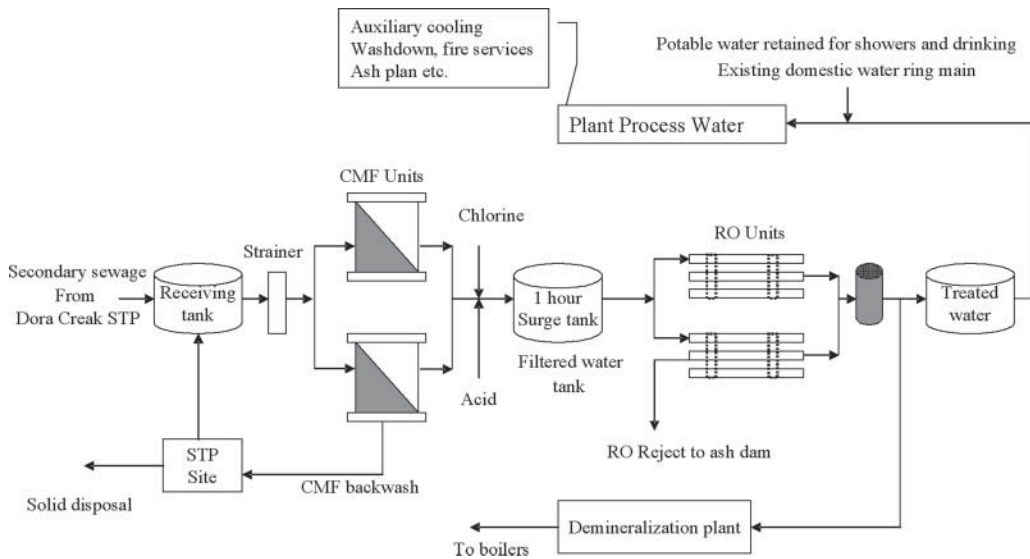 Auxiliary cooling
Washdown, fire services
Ash plan etc.
Potable water retained for showers and drinking
Existing domestic water ring main
Plant Process Water
CMF Units
Chlorine
Strainer
RO Units
Secondary sewage
From
Dora Creak STP
Receiving
tank
1 hour
Surge tank
Treated
water
Filtered water
tank
Acid
STP
Site
RO Reject to ash dam
CMF backwash
Solid disposal
Demineralization plant
To boilers